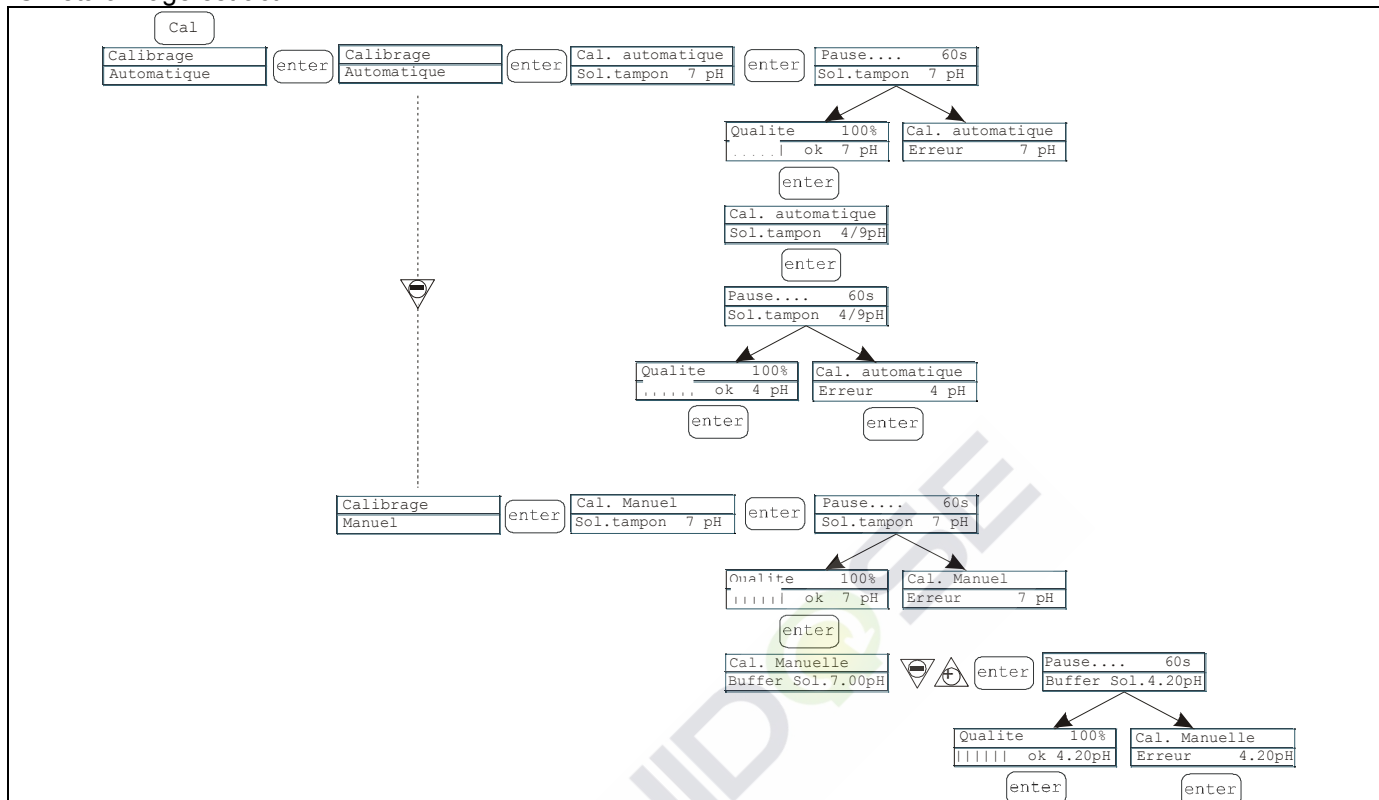 Cal
Calibrage
Automatique
enter
Calibrage
Automatique
enter
Cal. automatique
Sol.tampon 7 pH
enter
Pause.... 60s
Sol.tampon 7 pH
Qualite 100%
.....| ok 7 pH
Cal. automatique
Erreur 7 pH
enter
Cal. automatique
Sol.tampon 4/9pH
enter
Pause.... 60s
Sol.tampon 4/9pH
Qualite 100%
ok 4 pH
Cal. automatique
Erreur 4 pH
enter
enter
Calibrage
Manuel
enter
Cal. Manuel
Sol.tampon 7 pH
enter
Pause.... 60s
Sol.tampon 7 pH
Qualite 100%
|||||| ok 7 pH
Cal. Manuel
Erreur 7 pH
enter
Cal. Manuelle
Buffer Sol.7.00pH
enter
Pause.... 60s
Buffer Sol.4.20pH
Qualite 100%
|||||| ok 4.20pH
Cal. Manuelle
Erreur 4.20pH
enter
enter